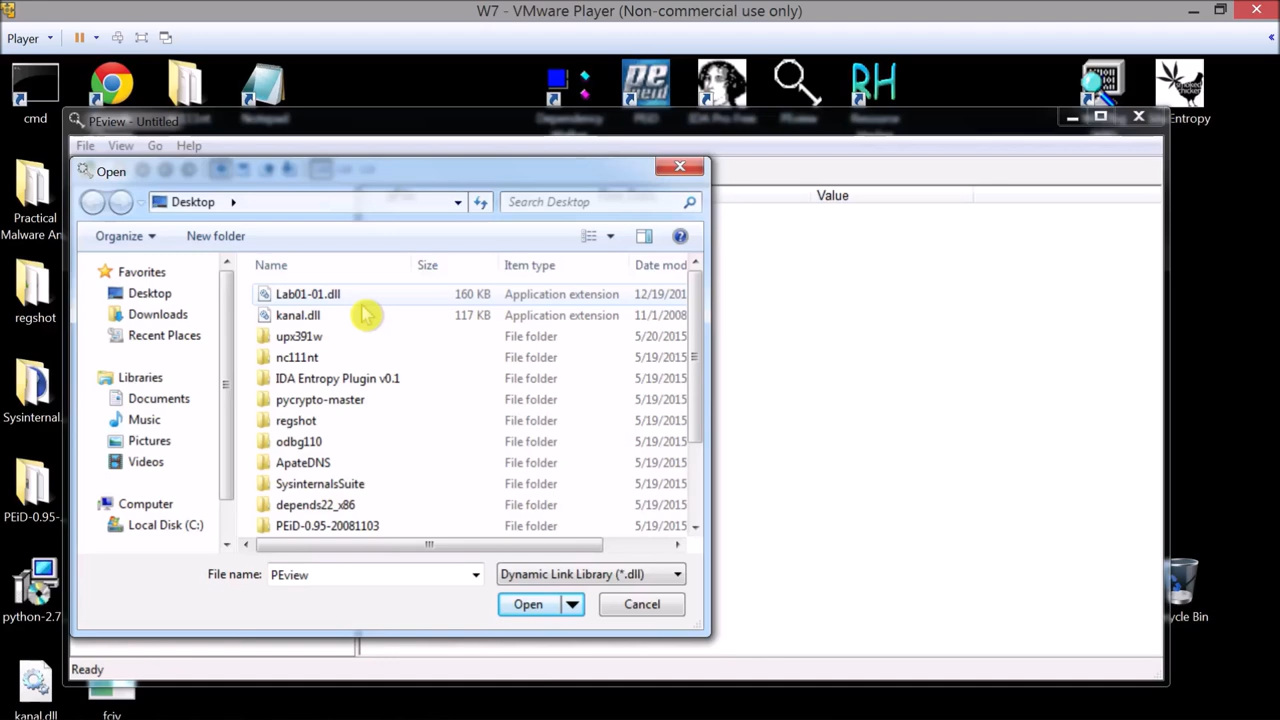 W7 - VMware Player (Non-commercial use only)
Player
cmd
Notepad
PEiD
IDA Pro Free
PEview
Resource
PEview - Untitled
File View Go Help
Value
Open
Desktop
Search Desktop
Organize
New folder
Name Size Item type Date mod
Favorites
Desktop
Downloads
Recent Places
Libraries
Documents
Music
Pictures
Videos
Computer
Local Disk (C:)
Lab01-01.dll 160 KB Application extension 12/19/201
kanal.dll 117 KB Application extension 11/1/2008
upx391w File folder 5/20/2015
nc111nt File folder 5/19/2015
IDA Entropy Plugin v0.1 File folder 5/19/2015
pycrypto-master File folder 5/19/2015
regshot File folder 5/19/2015
odbg110 File folder 5/19/2015
ApateDNS File folder 5/19/2015
SysinternalsSuite File folder 5/19/2015
depends22_x86 File folder 5/19/2015
PEiD-0.95-20081103 File folder 5/19/2015
File name: PEview
Dynamic Link Library (*.dll)
Open
Cancel
Ready
Practical
Malware An
regshot
Sysinternal
PEiD-0.95-
python-2.7
kanal.dll
fciv
Entropy
ycle Bin
RH